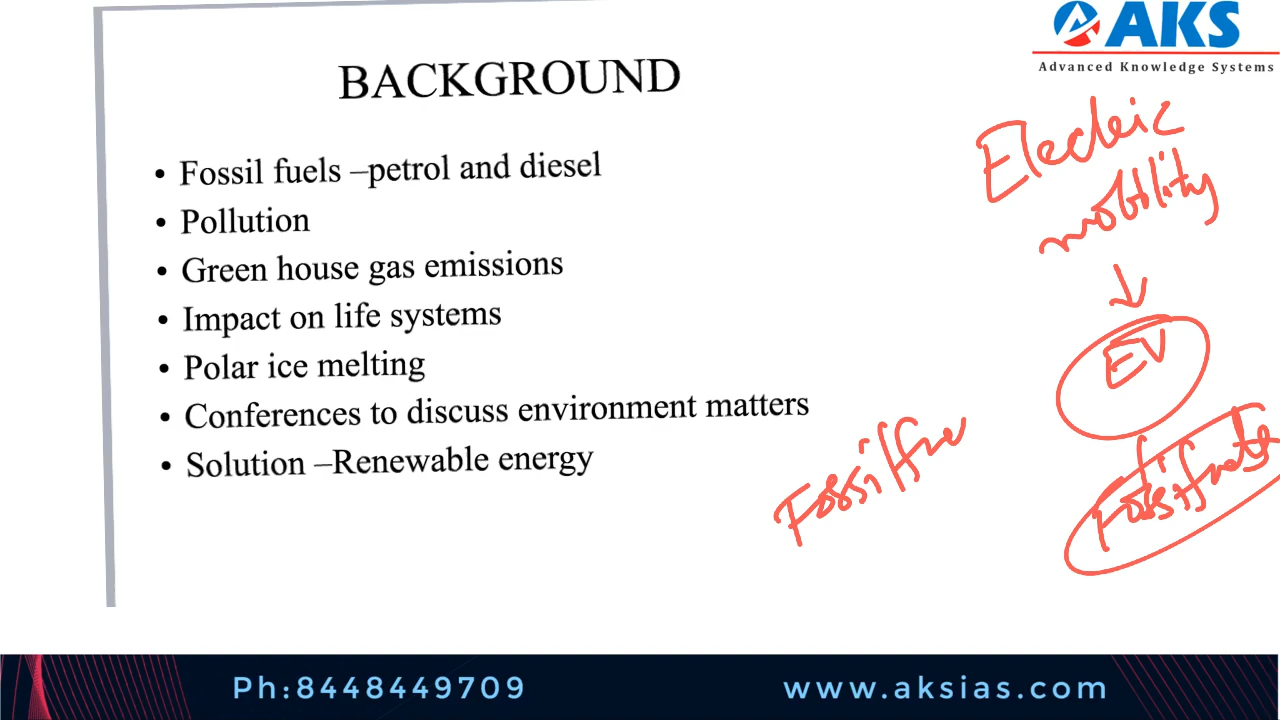 AKS
Advanced Knowledge Systems
BACKGROUND
• Fossil fuels –petrol and diesel
• Pollution
• Green house gas emissions
• Impact on life systems
• Polar ice melting
• Conferences to discuss environment matters
• Solution –Renewable energy
Electric
mobility
EV
Fossil
Ph:8448449709
www.aksias.com